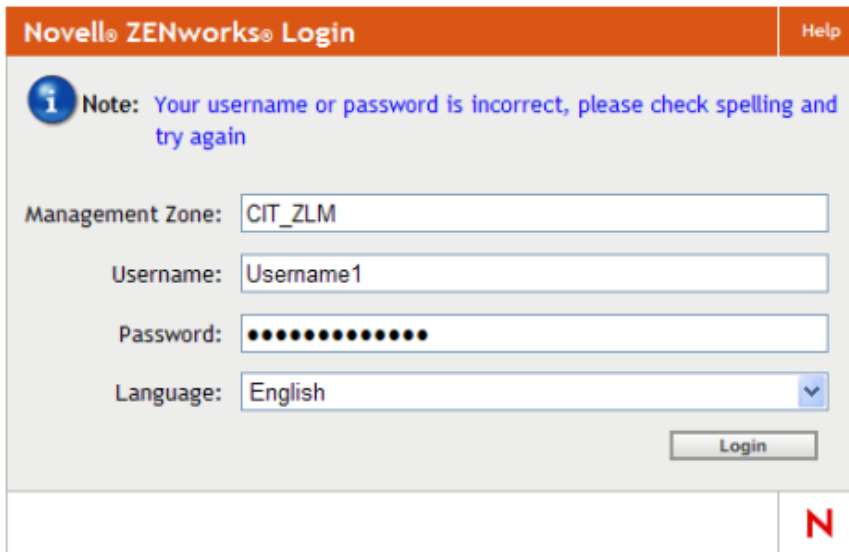 Novell® ZENworks® Login
Help
Note: Your username or password is incorrect, please check spelling and
try again
Management Zone: CIT_ZLM
Username: Username1
Password: •••••••••••••
Language: English
Login
N